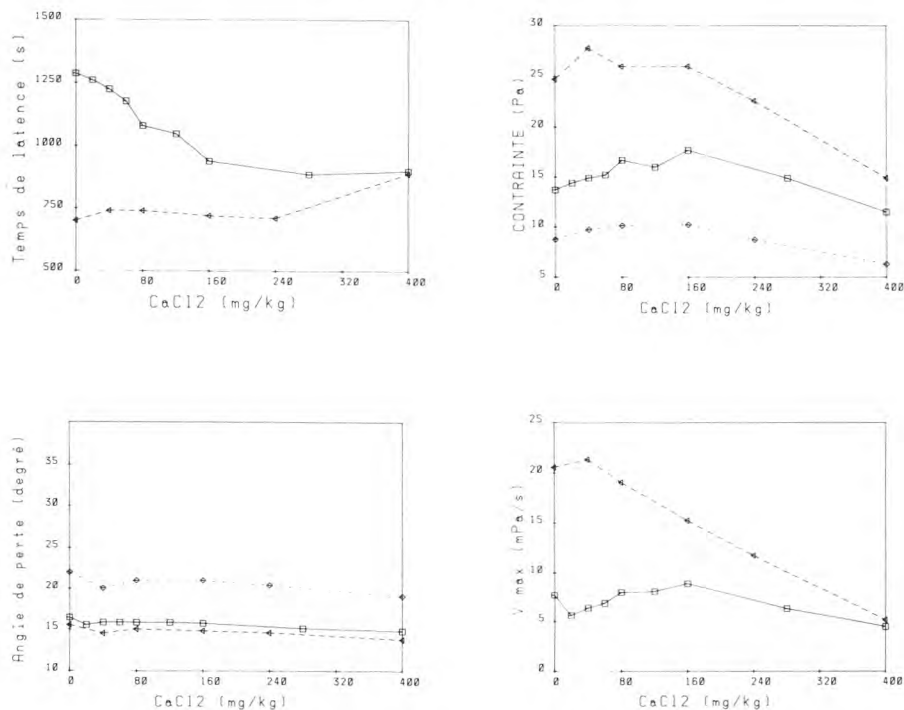 Temps de latence (s)
1500
1250
1000
750
500
0 80 160 240 320 400
CaCl2 (mg/kg)
CONTRAINTE (Pa)
30
25
20
15
10
5
0 80 160 240 320 400
CaCl2 (mg/kg)
Angle de perte (degré)
35
30
25
20
15
10
0 80 160 240 320 400
CaCl2 (mg/kg)
V max (mPa/s)
25
20
15
10
5
0
0 80 160 240 320 400
CaCl2 (mg/kg)